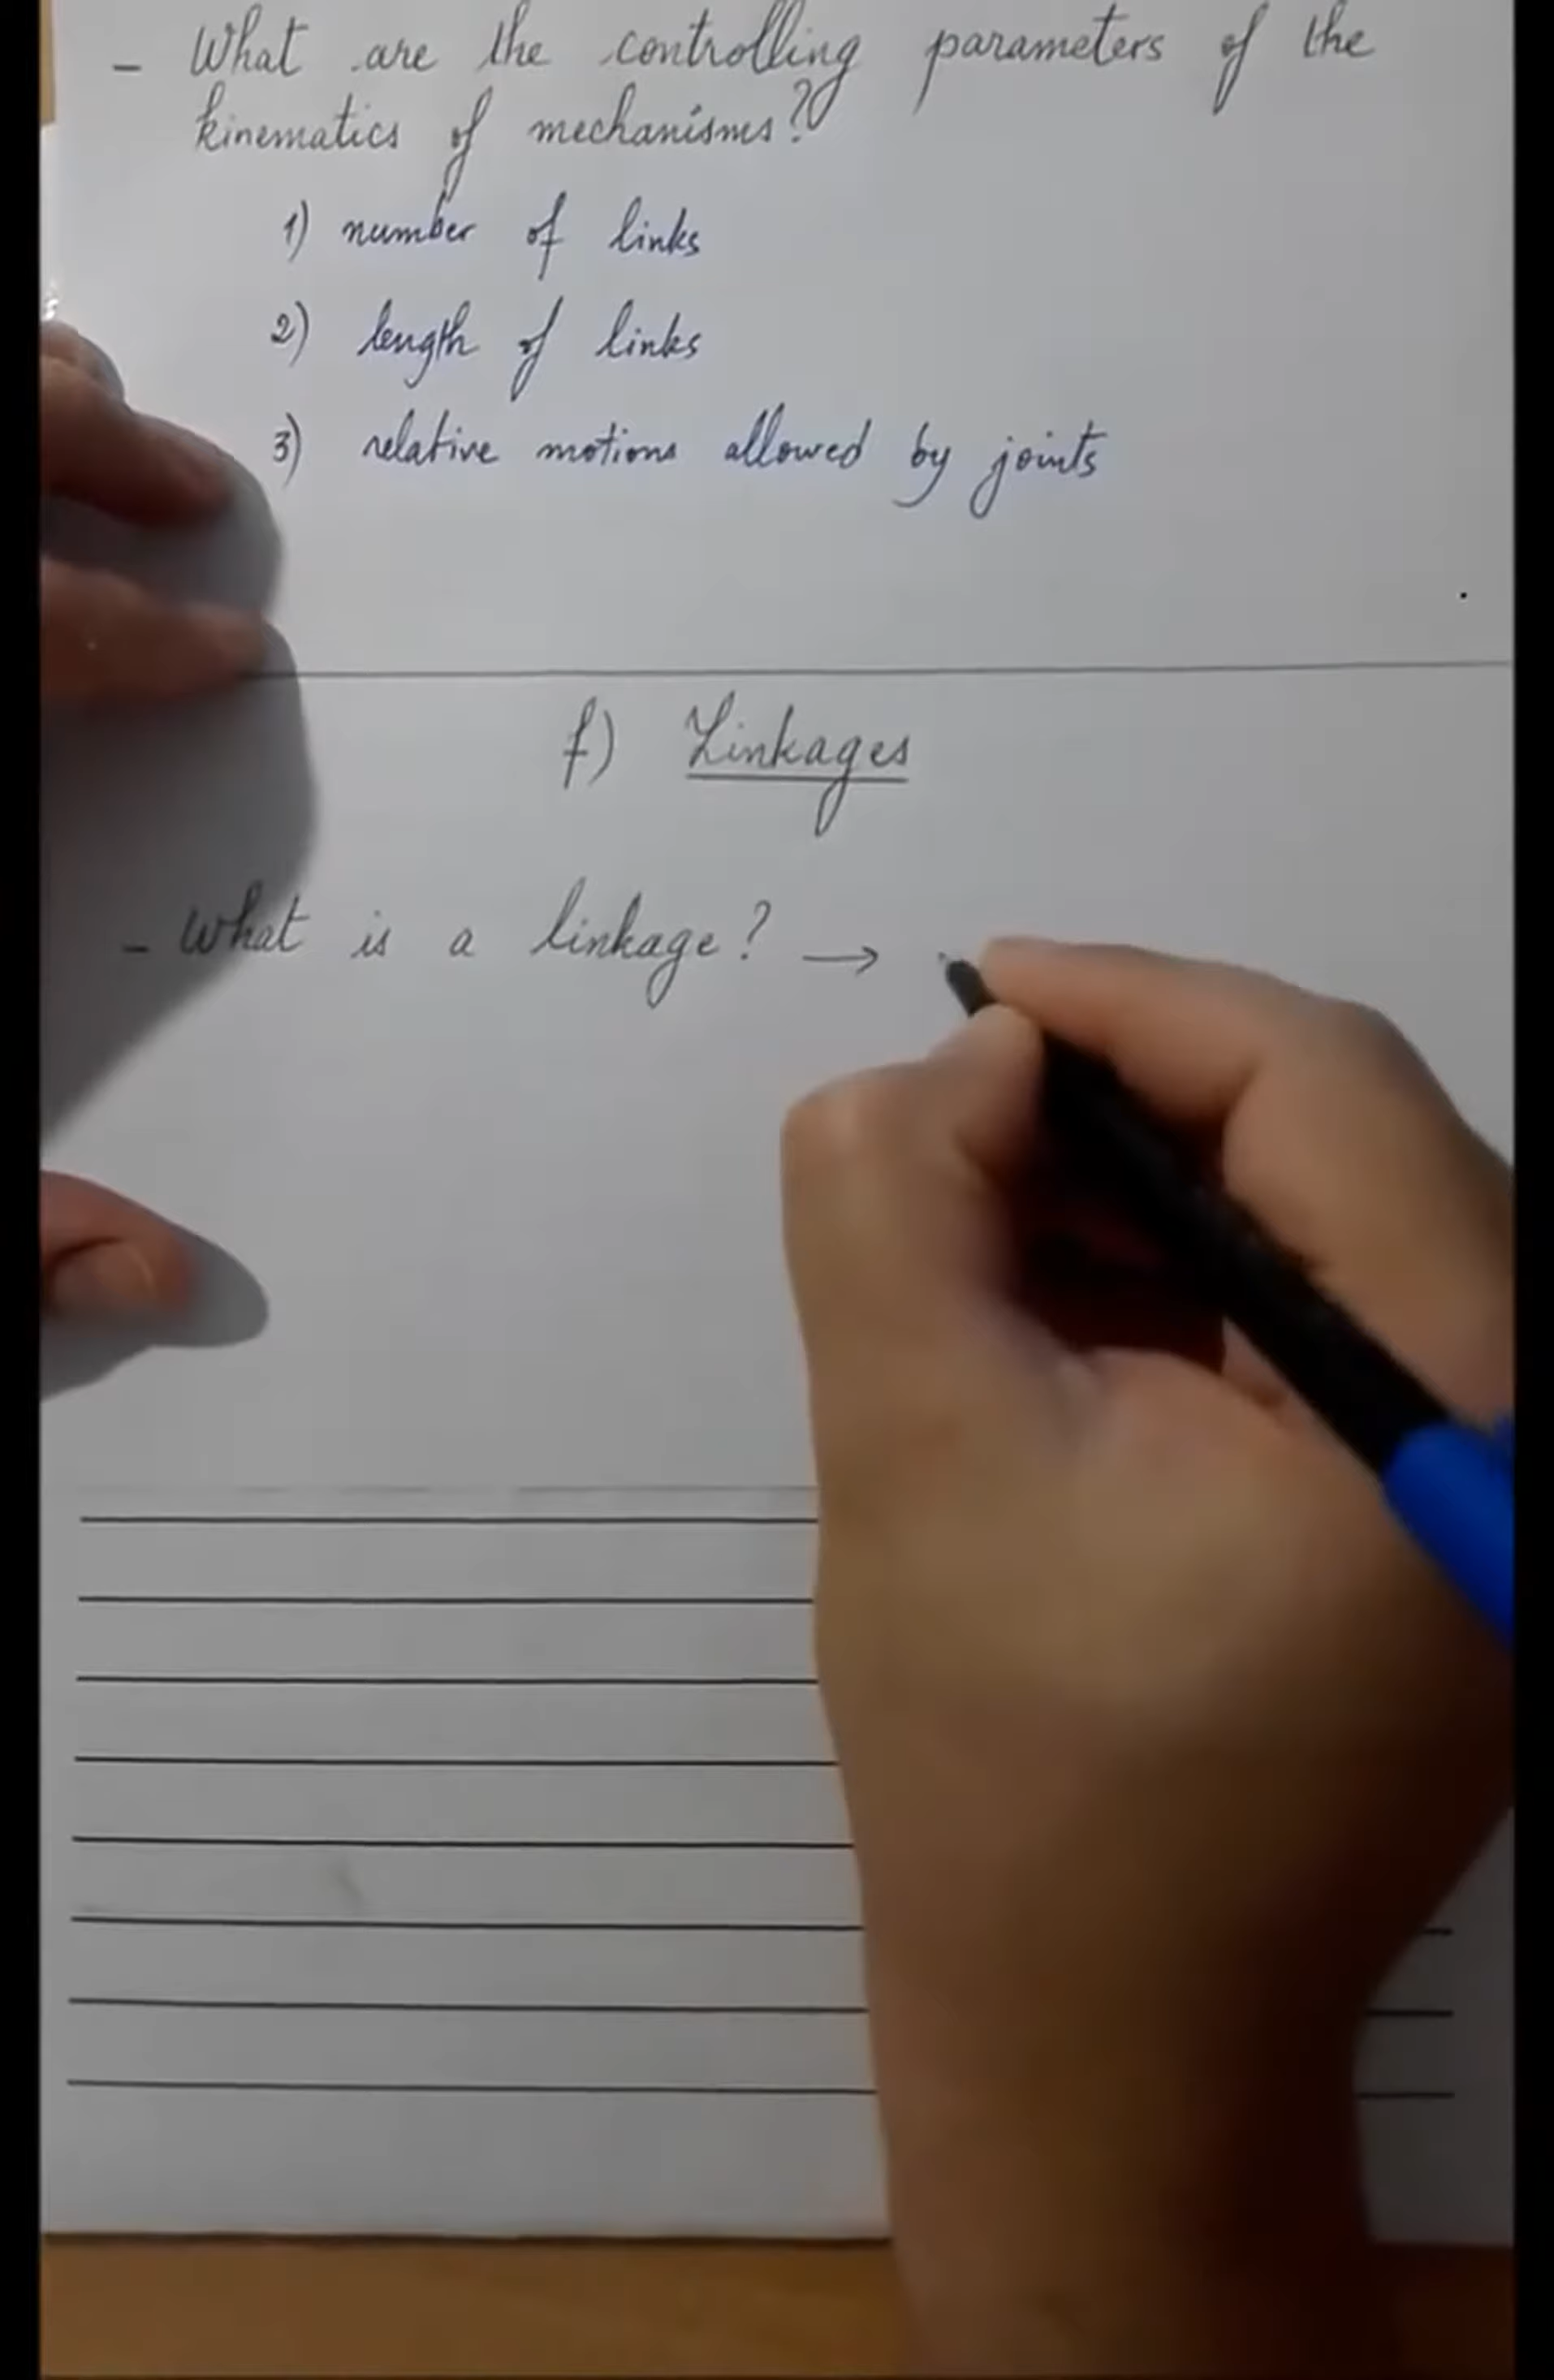 - What are the controlling parameters of the
kinematics of mechanisms?
1) number of links
2) length of links
3) relative motions allowed by joints
f) Linkages
- What is a linkage? →